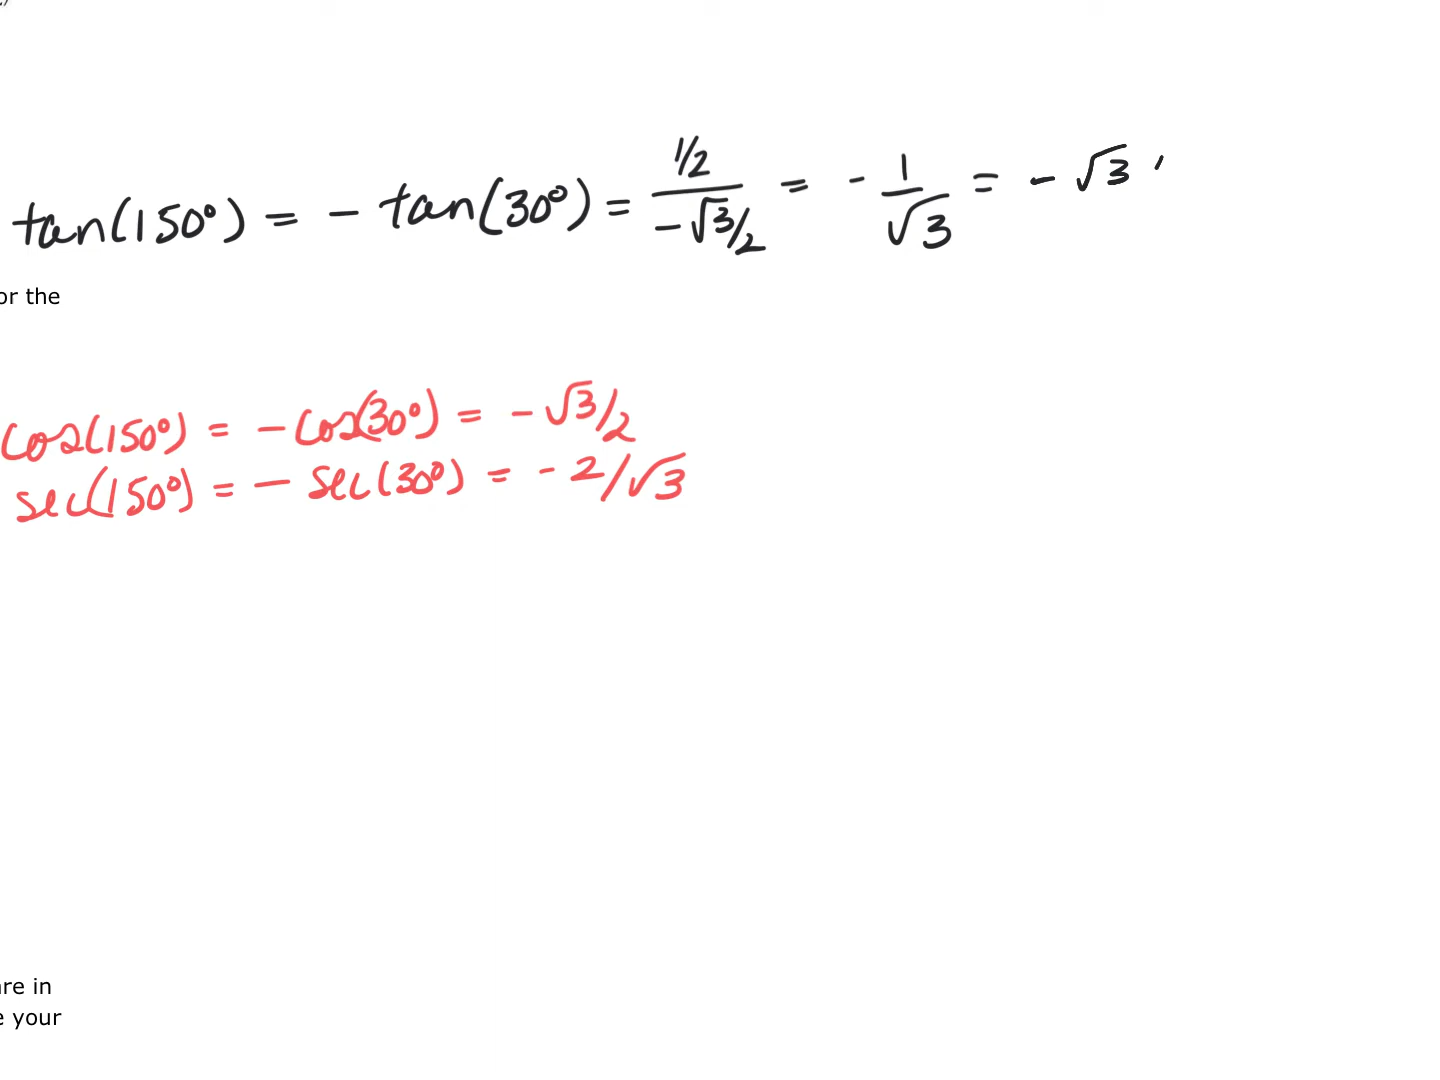 tan(150°) = - tan(30°) = 1/2 / -√3/2 = - 1/√3 = - √3
or the
cos(150°) = -cos(30°) = -√3/2
sec(150°) = - sec(30°) = -2/√3
are in
your